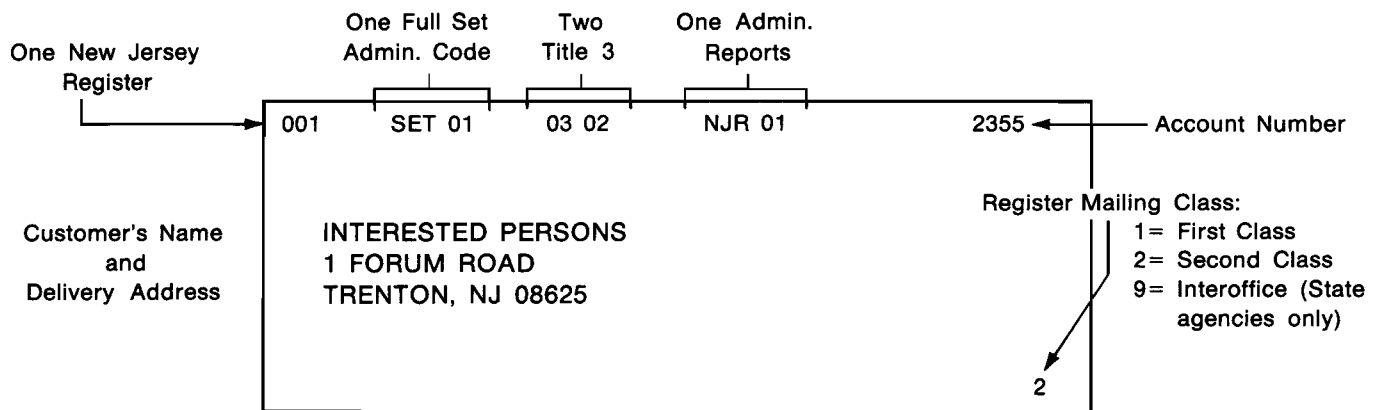 One Full Set Two One Admin.
One New Jersey Admin. Code Title 3 Reports
Register
001 SET 01 03 02 NJR 01 2355 Account Number
Register Mailing Class:
Customer's Name INTERESTED PERSONS 1= First Class
and 1 FORUM ROAD 2= Second Class
Delivery Address TRENTON, NJ 08625 9= Interoffice (State
agencies only)
2